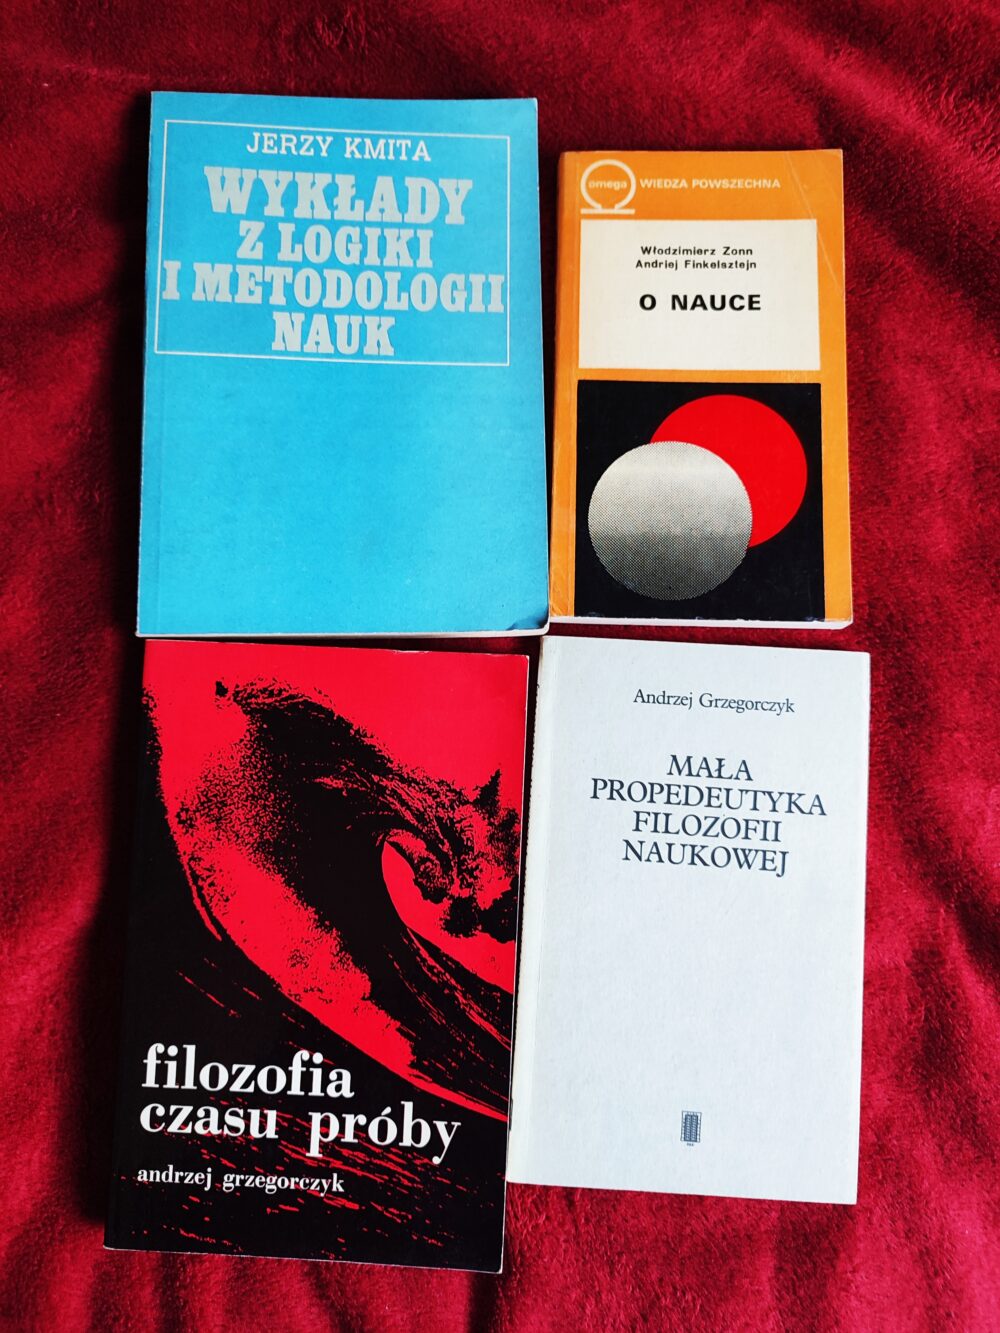 JERZY KMITA
WYKŁADY
Z LOGIKI
I METODOLOGII
NAUK
omega
WIEDZA POWSZECHNA
Włodzimierz Zonn
Andriej Finkelsztejn
O NAUCE
filozofia
czasu próby
andrzej grzegorczyk
Andrzej Grzegorczyk
MAŁA
PROPEDEUTYKA
FILOZOFII
NAUKOWEJ